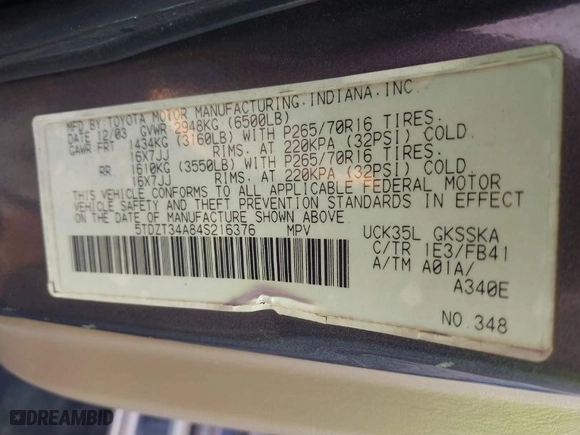 MFD BY TOYOTA MOTOR MANUFACTURING, INDIANA, INC.
DATE 12/03 GVWR 2948KG (6500LB)
GAWR FRT 1434KG (3160LB) WITH P265/70R16 TIRES.
16X7JJ RIMS. AT 220KPA (32PSI) COLD.
RR 1610KG (3550LB) WITH P265/70R16 TIRES.
16X7JJ RIMS. AT 220KPA (32PSI) COLD.
THIS VEHICLE CONFORMS TO ALL APPLICABLE FEDERAL MOTOR
VEHICLE SAFETY AND THEFT PREVENTION STANDARDS IN EFFECT
ON THE DATE OF MANUFACTURE SHOWN ABOVE
5TDZT34A84S216376 MPV UCK35L GKSSKA
C/TR 1E3/FB41
A/TM A01A/
A340E
NO.348
DREAMBID